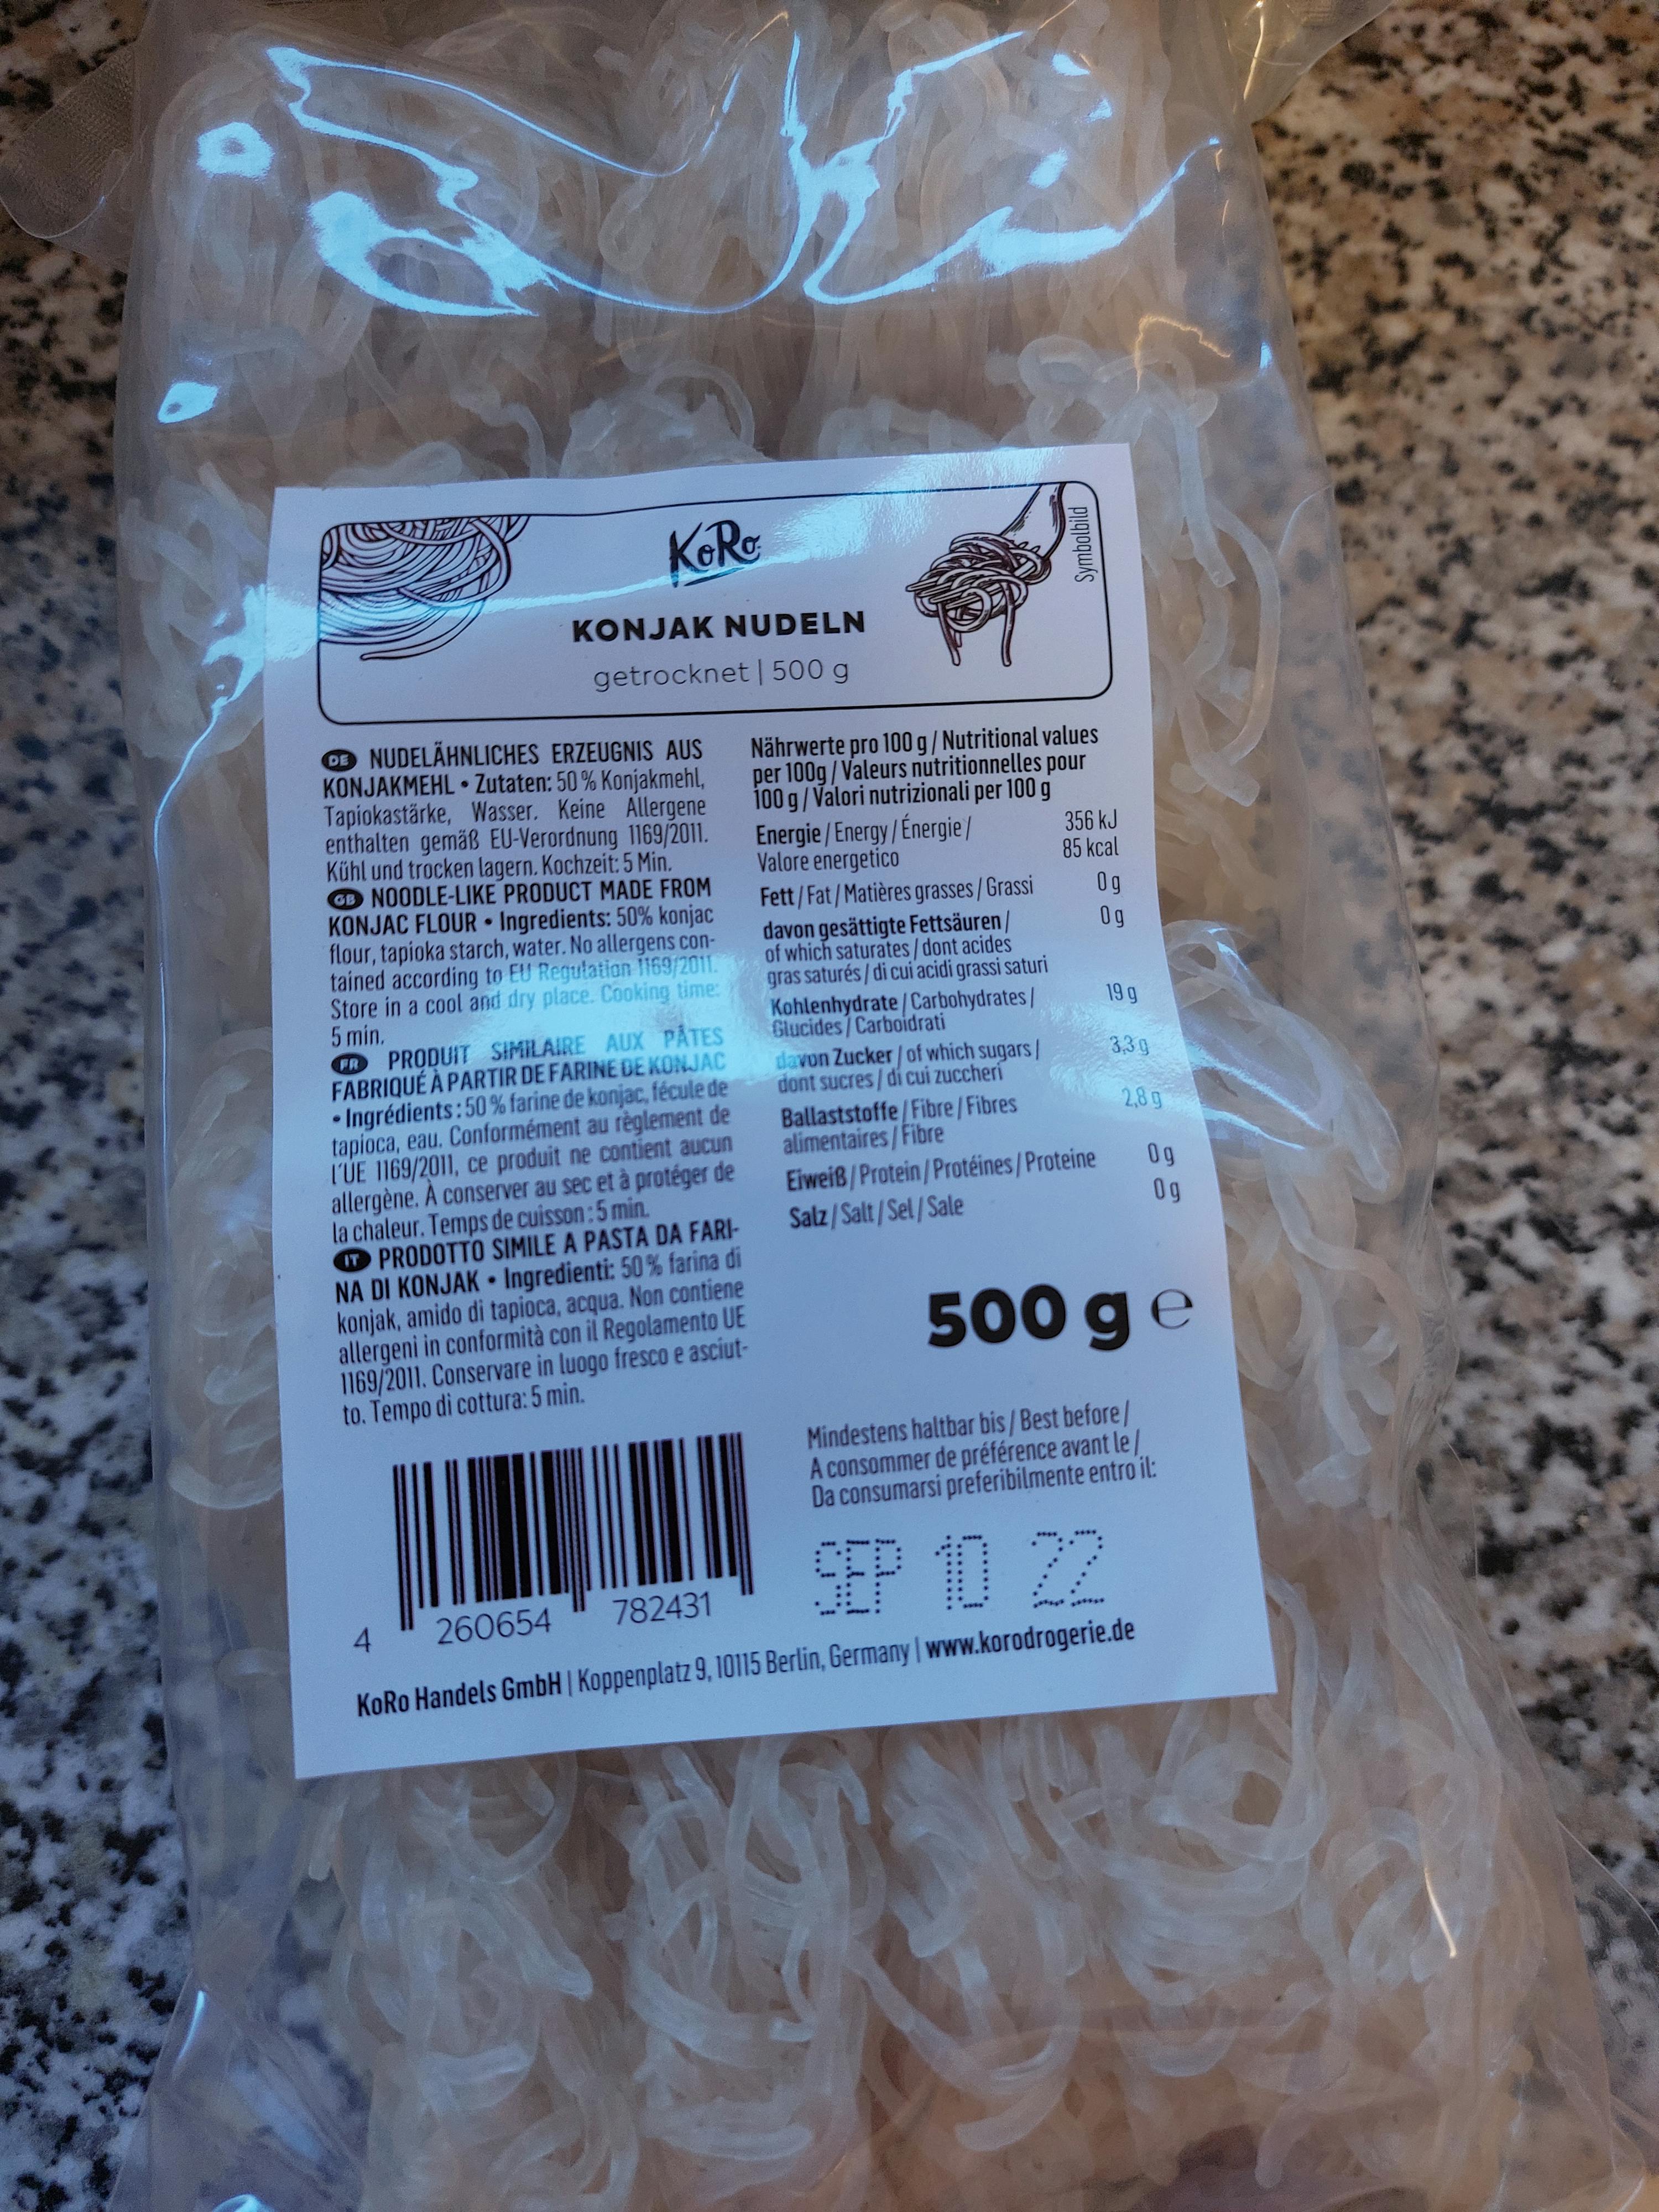 KoRo
Symbolbild
KONJAK NUDELN
getrocknet | 500 g
DE NUDELÄHNLICHES ERZEUGNIS AUS
KONJAKMEHL • Zutaten: 50 % Konjakmehl,
Tapiokastärke, Wasser. Keine Allergene
enthalten gemäß EU-Verordnung 1169/2011.
Kühl und trocken lagern. Kochzeit: 5 Min.
GB NOODLE-LIKE PRODUCT MADE FROM
KONJAC FLOUR • Ingredients: 50% konjac
flour, tapioka starch, water. No allergens con-
tained according to EU Regulation 1169/2011.
Store in a cool and dry place. Cooking time:
5 min.
FR PRODUIT SIMILAIRE AUX PÂTES
FABRIQUÉ À PARTIR DE FARINE DE KONJAC
• Ingrédients : 50 % farine de konjac, fécule de
tapioca, eau. Conformément au règlement de
l'UE 1169/2011, ce produit ne contient aucun
allergène. À conserver au sec et à protéger de
la chaleur. Temps de cuisson : 5 min.
IT PRODOTTO SIMILE A PASTA DA FARI-
NA DI KONJAK • Ingredienti: 50 % farina di
konjak, amido di tapioca, acqua. Non contiene
allergeni in conformità con il Regolamento UE
1169/2011. Conservare in luogo fresco e asciut-
to. Tempo di cottura: 5 min.
Nährwerte pro 100 g / Nutritional values
per 100g / Valeurs nutritionnelles pour
100 g / Valori nutrizionali per 100 g
Energie / Energy / Énergie / 356 kJ
Valore energetico 85 kcal
Fett / Fat / Matières grasses / Grassi 0 g
davon gesättigte Fettsäuren / 0 g
of which saturates / dont acides
gras saturés / di cui acidi grassi saturi
Kohlenhydrate / Carbohydrates / 19 g
Glucides / Carboidrati
davon Zucker / of which sugars / 3,3 g
dont sucres / di cui zuccheri
Ballaststoffe / Fibre / Fibres 2,8 g
alimentaires / Fibre
Eiweiß / Protein / Protéines / Proteine 0 g
Salz / Salt / Sel / Sale 0 g
500 g e
Mindestens haltbar bis / Best before /
A consommer de préférence avant le /
Da consumarsi preferibilmente entro il:
SEP 10 22
4 260654 782431
KoRo Handels GmbH | Koppenplatz 9, 10115 Berlin, Germany | www.korodrogerie.de